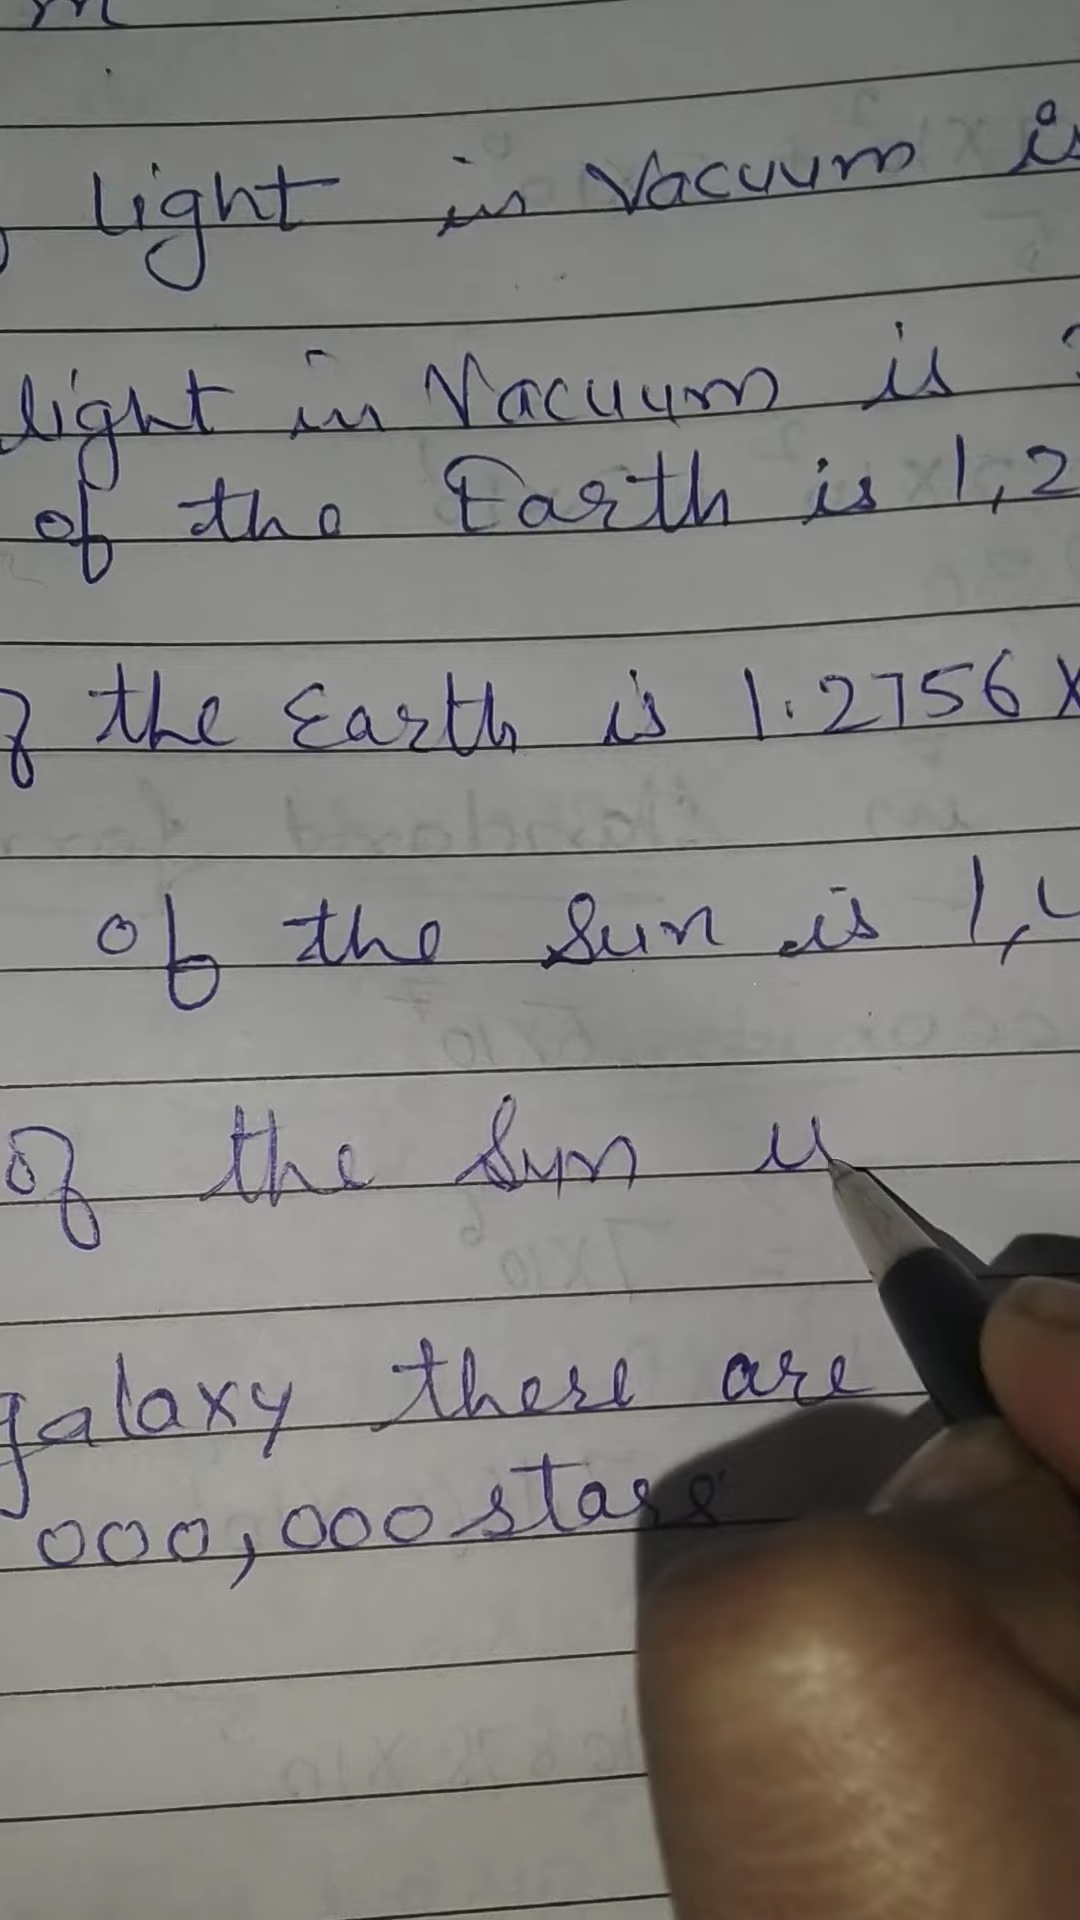 m
light in Vacuum is
light in Vacuum is
of the Earth is 1,2
the Earth is 1.2756 X
of the Sun is 1,
of the Sun
galaxy there are
000,000 stars